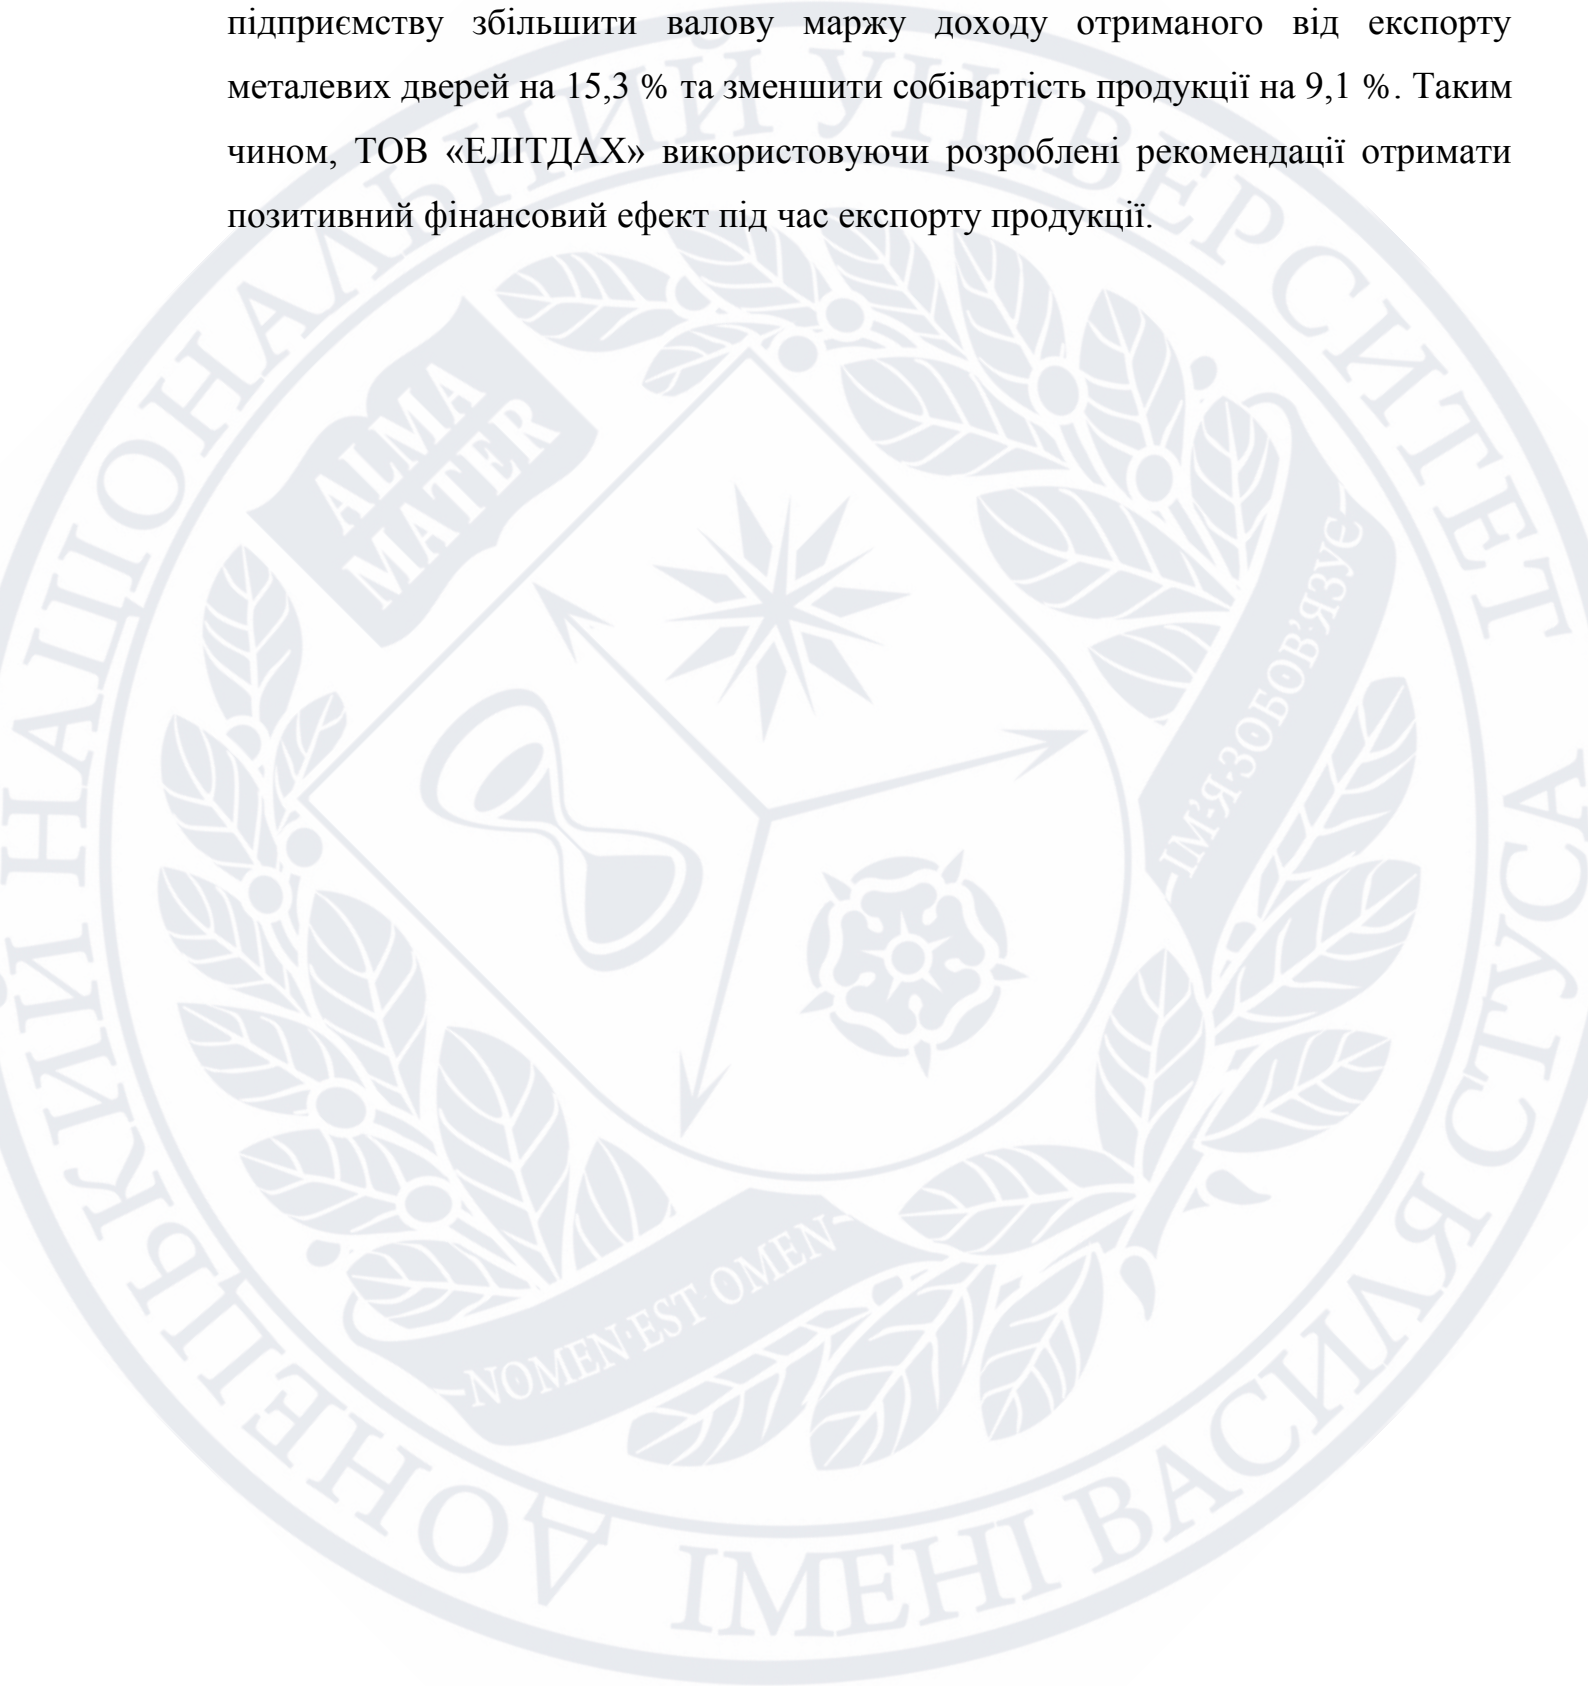 підприємству збільшити валову маржу доходу отриманого від експорту
металевих дверей на 15,3 % та зменшити собівартість продукції на 9,1 %. Таким
чином, ТОВ «ЕЛІТДАХ» використовуючи розроблені рекомендації отримати
позитивний фінансовий ефект під час експорту продукції.
ДОНЕЦЬКИЙ НАЦІОНАЛЬНИЙ УНІВЕРСИТЕТ
ІМЕНІ ВАСИЛЯ СТУСА
ALMA
MATER
ІМ'Я·ЗОБОВ'ЯЗУЄ
NOMEN·EST·OMEN